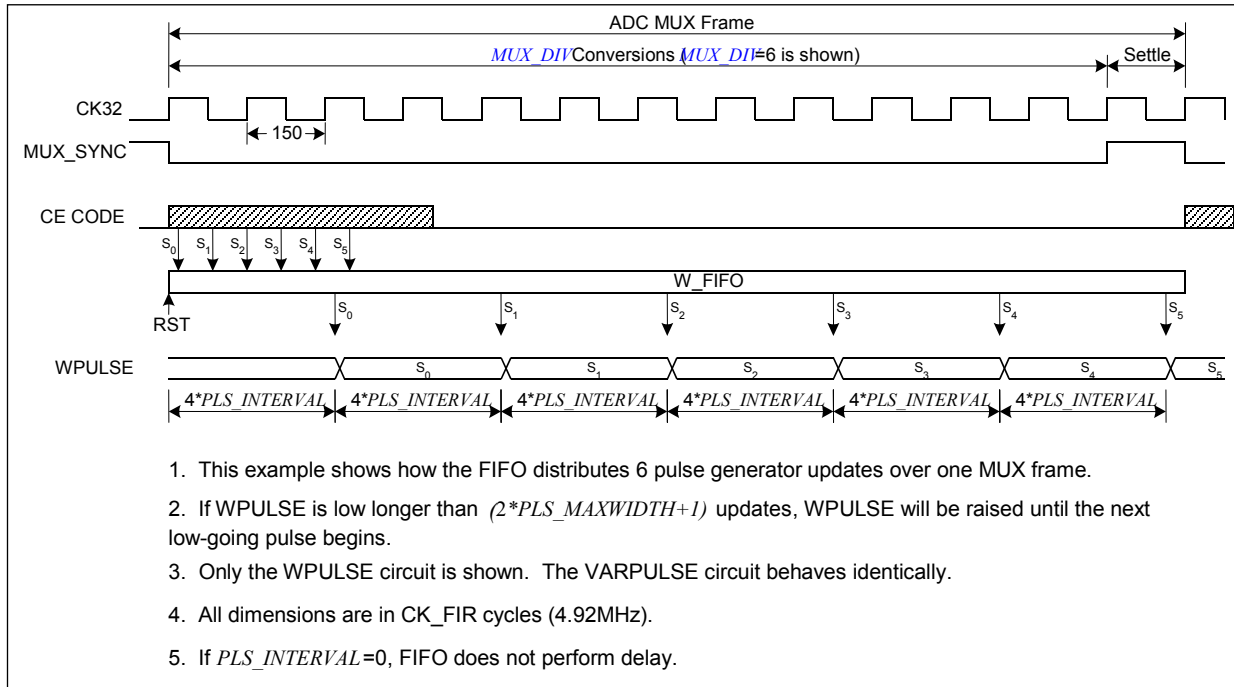 ADC MUX Frame
MUX_DIV Conversions (MUX_DIV=6 is shown)
Settle
CK32
150
MUX_SYNC
CE CODE
S0 S1 S2 S3 S4 S5
W_FIFO
RST
S0 S1 S2 S3 S4 S5
WPULSE
S0 S1 S2 S3 S4 S5
4*PLS_INTERVAL 4*PLS_INTERVAL 4*PLS_INTERVAL 4*PLS_INTERVAL 4*PLS_INTERVAL 4*PLS_INTERVAL
1. This example shows how the FIFO distributes 6 pulse generator updates over one MUX frame.
2. If WPULSE is low longer than (2*PLS_MAXWIDTH+1) updates, WPULSE will be raised until the next
low-going pulse begins.
3. Only the WPULSE circuit is shown. The VARPULSE circuit behaves identically.
4. All dimensions are in CK_FIR cycles (4.92MHz).
5. If PLS_INTERVAL=0, FIFO does not perform delay.